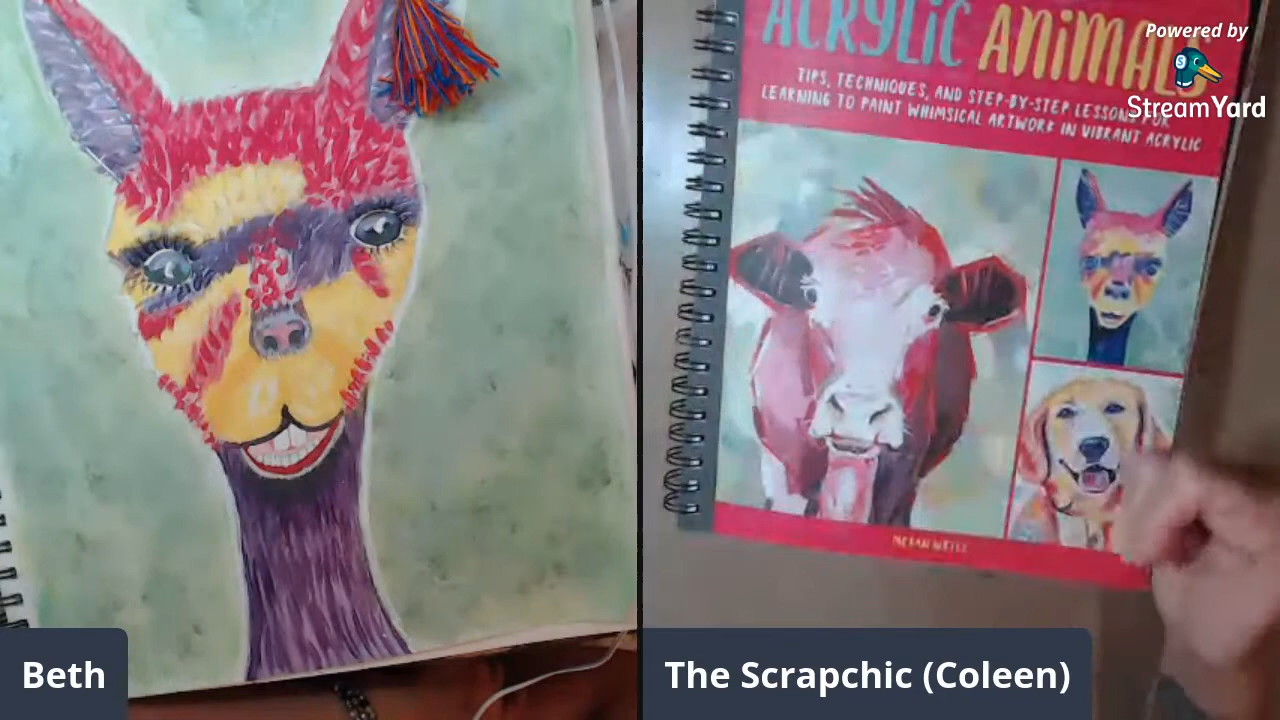 ACRYLIC ANIMALS
TIPS, TECHNIQUES, AND STEP-BY-STEP LESSONS FOR
LEARNING TO PAINT WHIMSICAL ARTWORK IN VIBRANT ACRYLIC
Powered by
StreamYard
Beth
The Scrapchic (Coleen)